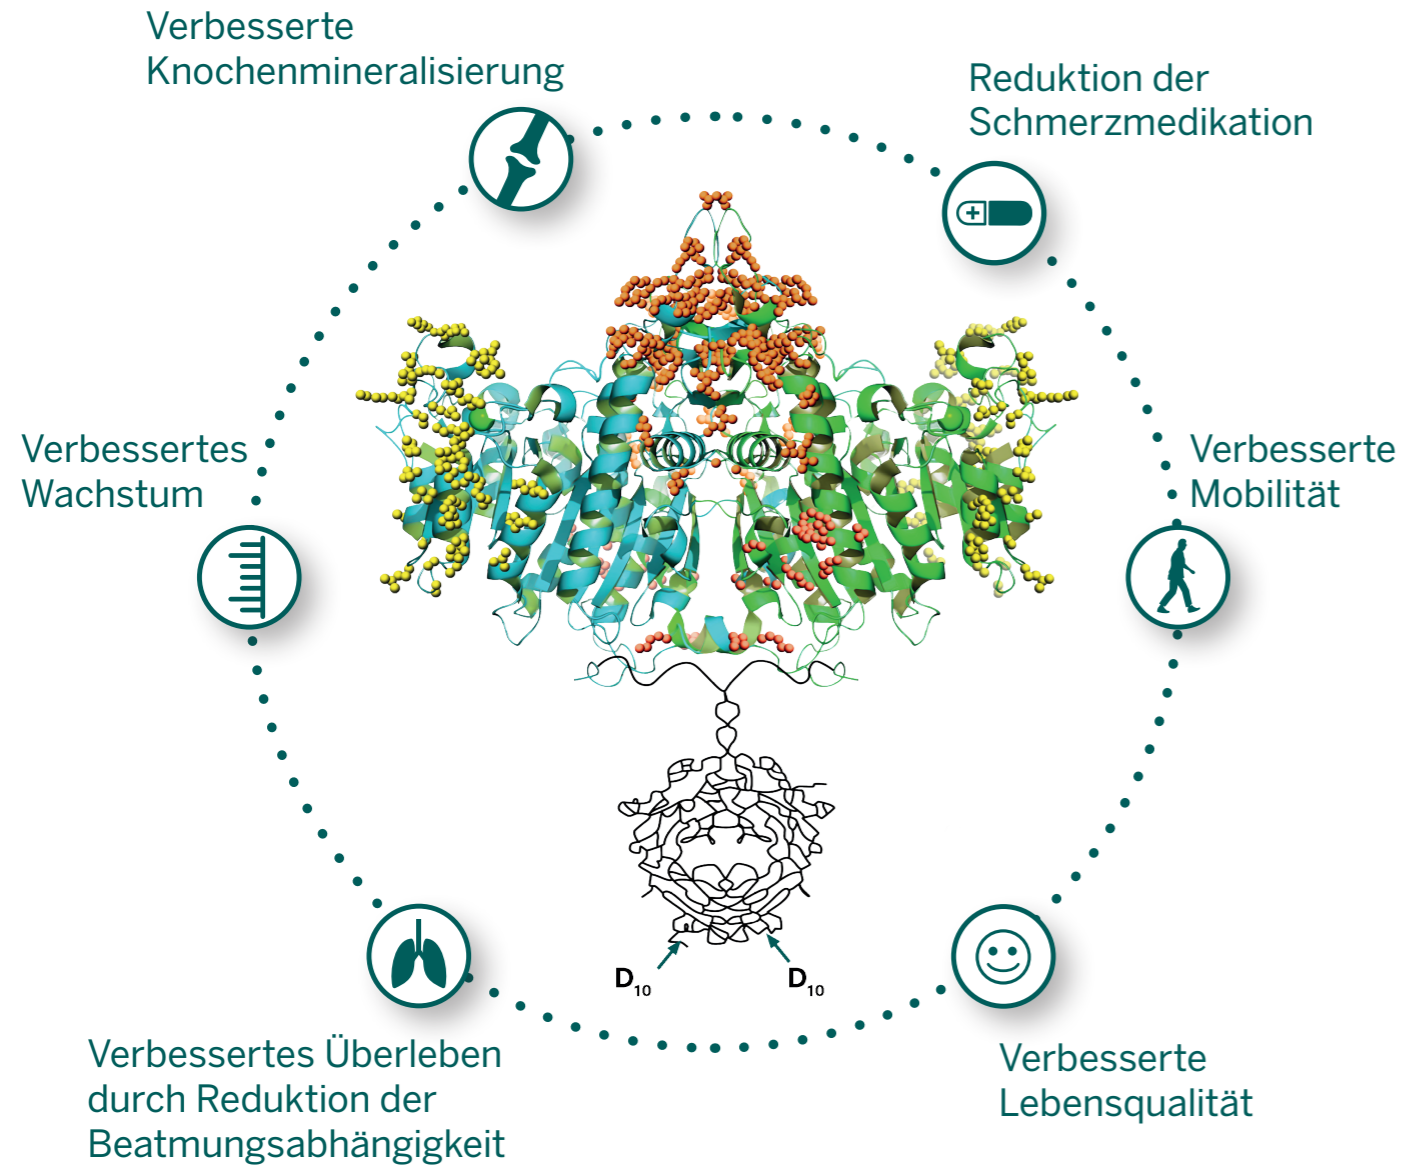 Verbesserte
Knochenmineralisierung
Reduktion der
Schmerzmedikation
Verbessertes
Wachstum
Verbesserte
Mobilität
D10
D10
Verbessertes Überleben
durch Reduktion der
Beatmungsabhängigkeit
Verbesserte
Lebensqualität